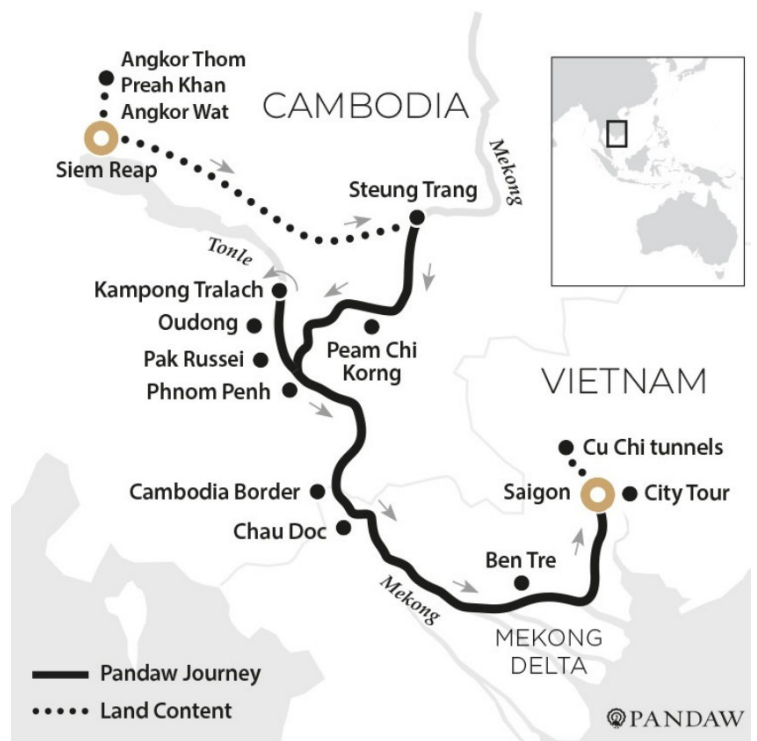 Angkor Thom
Preah Khan
Angkor Wat
CAMBODIA
Siem Reap
Mekong
Steung Trang
Tonle
Kampong Tralach
Oudong
Peam Chi
Korng
Pak Russei
Phnom Penh
VIETNAM
Cu Chi tunnels
Cambodia Border
Saigon
City Tour
Chau Doc
Ben Tre
Mekong
MEKONG
DELTA
Pandaw Journey
Land Content
PANDAW